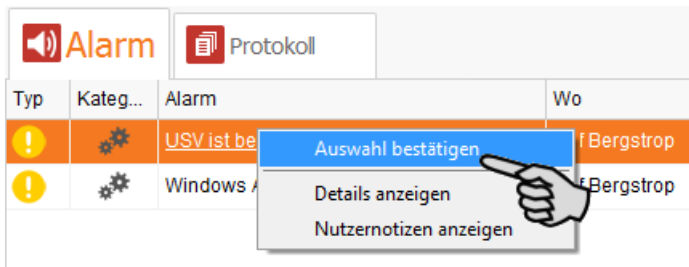 Alarm Protokoll
Typ Kateg... Alarm Wo
USV ist be f Bergstrop
Auswahl bestätigen
Windows A f Bergstrop
Details anzeigen
Nutzernotizen anzeigen